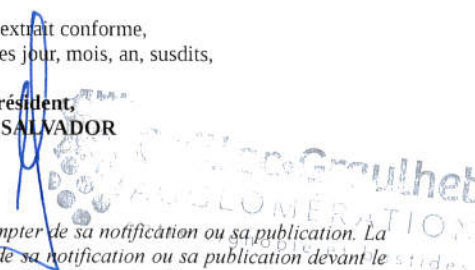 extrait conforme,
es jour, mois, an, susdits,
résident,
SALVADOR
Gaillac-Graulhet
AGGLOMÉRATION
mpter de sa notification ou sa publication. La
de sa notification ou sa publication devant le